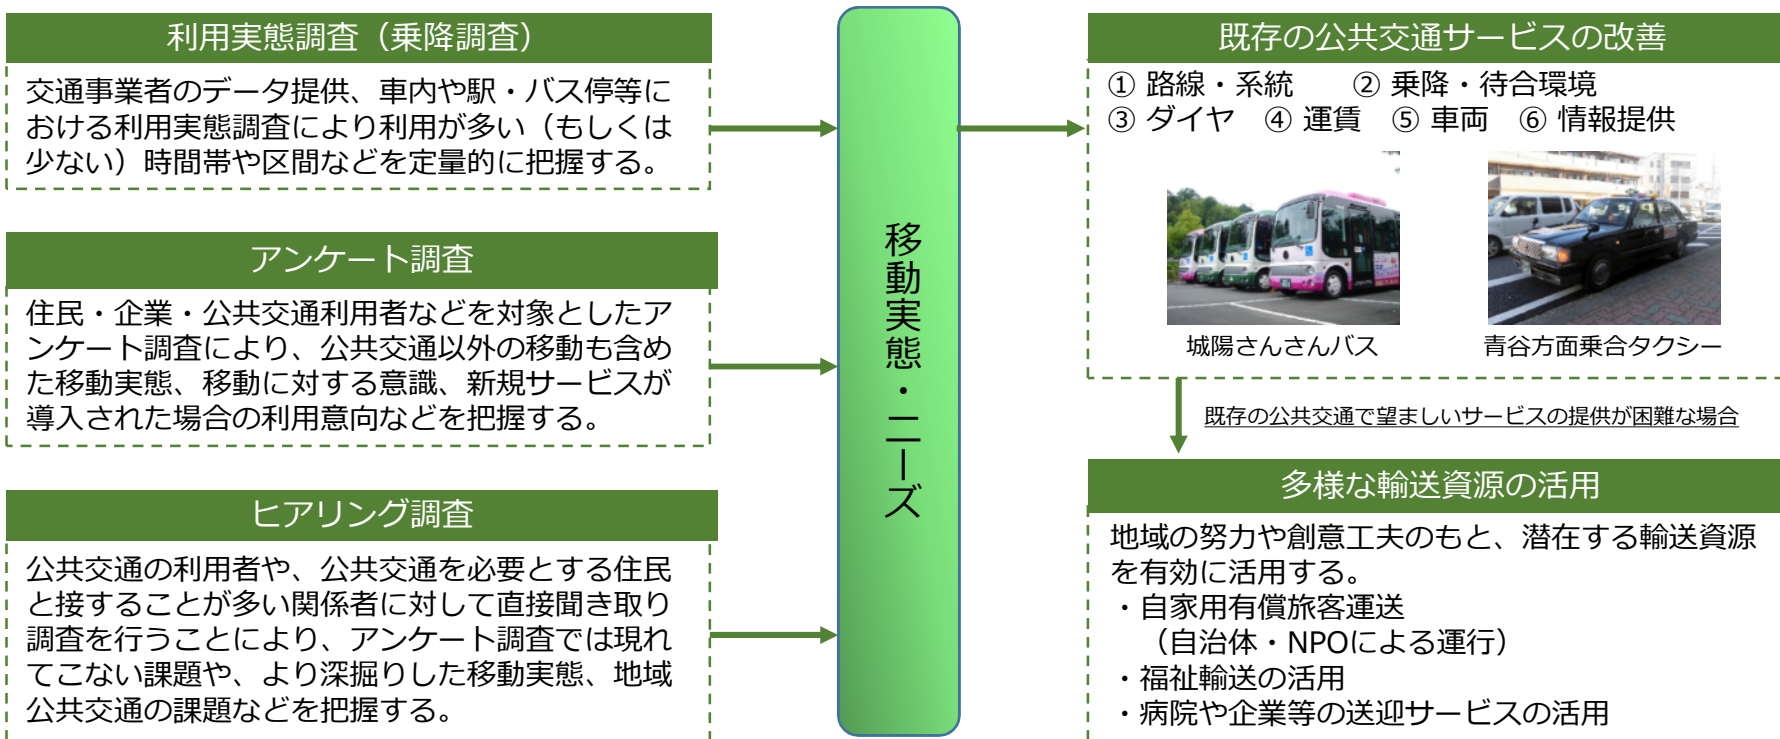 利用実態調査（乗降調査）
交通事業者のデータ提供、車内や駅・バス停等に
おける利用実態調査により利用が多い（もしくは
少ない）時間帯や区間などを定量的に把握する。
アンケート調査
住民・企業・公共交通利用者などを対象としたア
ンケート調査により、公共交通以外の移動も含め
た移動実態、移動に対する意識、新規サービスが
導入された場合の利用意向などを把握する。
ヒアリング調査
公共交通の利用者や、公共交通を必要とする住民
と接することが多い関係者に対して直接聞き取り
調査を行うことにより、アンケート調査では現れ
てこない課題や、より深掘りした移動実態、地域
公共交通の課題などを把握する。
移動実態・ニーズ
既存の公共交通サービスの改善
① 路線・系統　② 乗降・待合環境
③ ダイヤ　④ 運賃　⑤ 車両　⑥ 情報提供
城陽さんさんバス
青谷方面乗合タクシー
既存の公共交通で望ましいサービスの提供が困難な場合
多様な輸送資源の活用
地域の努力や創意工夫のもと、潜在する輸送資源
を有効に活用する。
・自家用有償旅客運送
（自治体・NPOによる運行）
・福祉輸送の活用
・病院や企業等の送迎サービスの活用